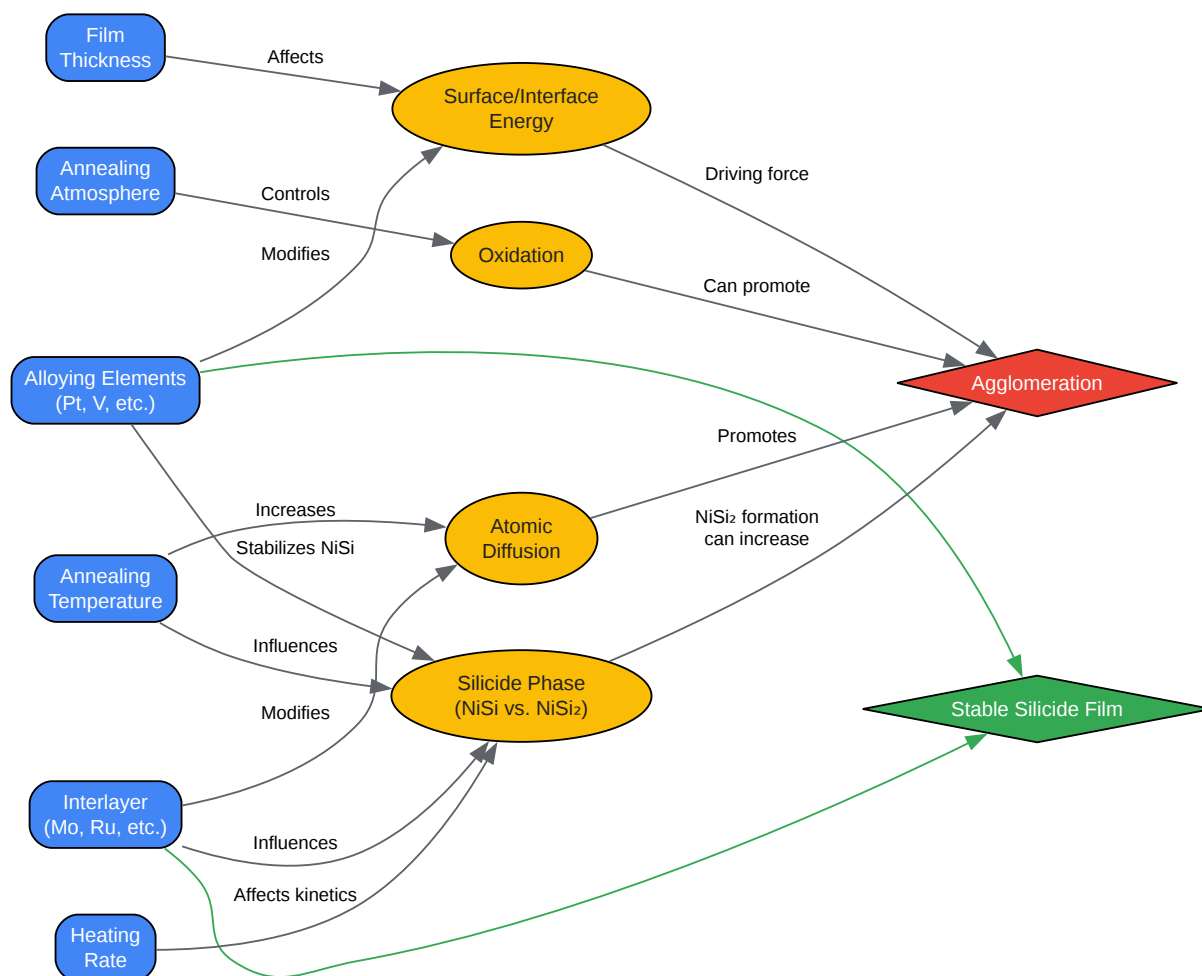 Film
Thickness
Affects
Surface/Interface
Energy
Annealing
Atmosphere
Controls
Driving force
Modifies
Oxidation
Can promote
Alloying Elements
(Pt, V, etc.)
Agglomeration
Promotes
Increases
Stabilizes NiSi
Atomic
Diffusion
NiSi₂ formation
can increase
Annealing
Temperature
Influences
Silicide Phase
(NiSi vs. NiSi₂)
Modifies
Stable Silicide Film
Interlayer
(Mo, Ru, etc.)
Influences
Affects kinetics
Heating
Rate